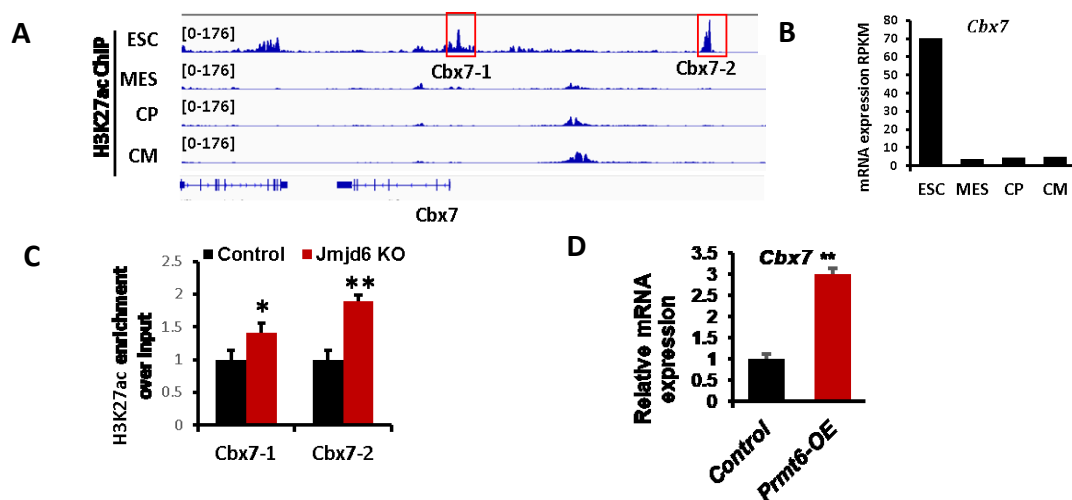 A
H3K27ac ChIP
ESC
[0-176]
Cbx7-1
Cbx7-2
MES
[0-176]
CP
[0-176]
CM
[0-176]
Cbx7
B
Cbx7
mRNA expression RPKM
80
70
60
50
40
30
20
10
0
ESC MES CP CM
C
Control Jmjd6 KO
H3K27ac enrichment
over Input
2.5
2
1.5
1
0.5
0
*
**
Cbx7-1 Cbx7-2
D
Cbx7 **
Relative mRNA
expression
3.5
3
2.5
2
1.5
1
0.5
0
Control
Prmt6-OE